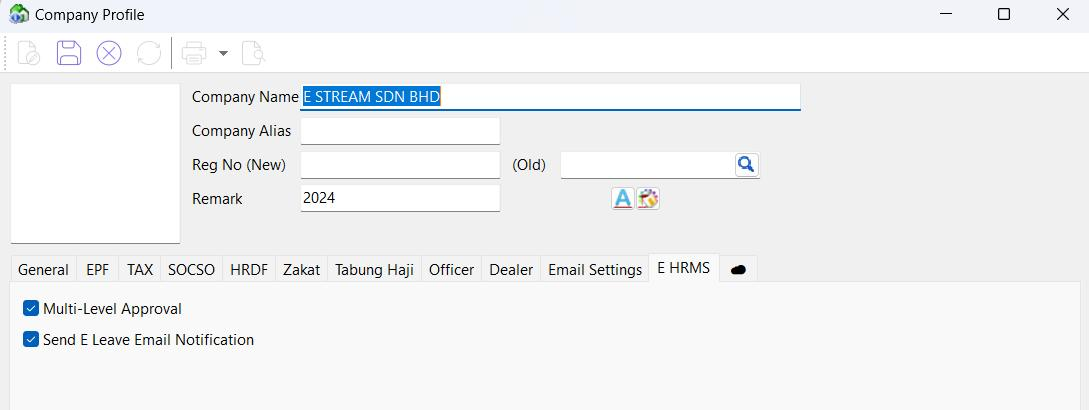 Company Profile
Company Name E STREAM SDN BHD
Company Alias
Reg No (New) (Old)
Remark 2024
General EPF TAX SOCSO HRDF Zakat Tabung Haji Officer Dealer Email Settings E HRMS
Multi-Level Approval
Send E Leave Email Notification